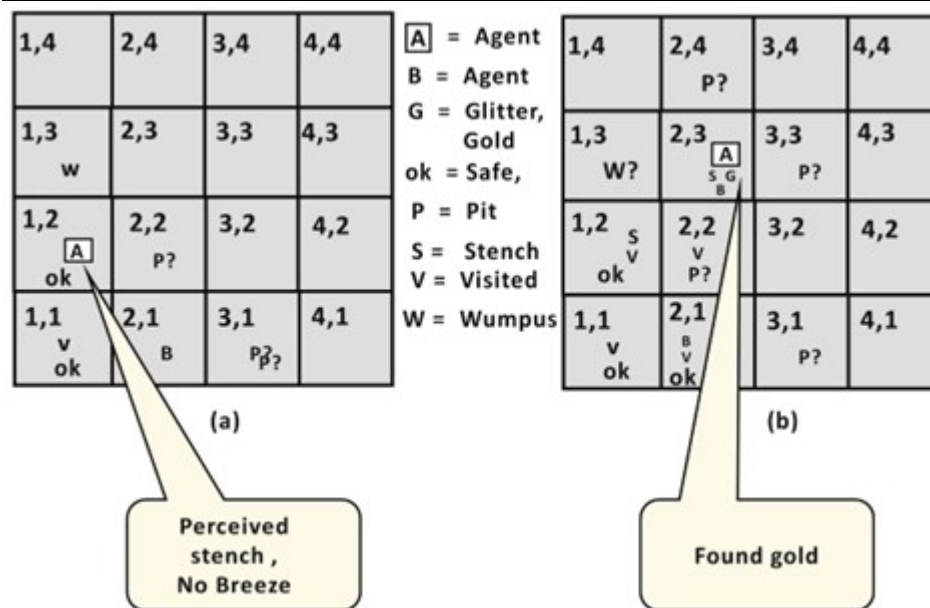 1,4 2,4 3,4 4,4
1,3 2,3 3,3 4,3
w
1,2 2,2 3,2 4,2
A
P?
ok
1,1 2,1 3,1 4,1
v
B
P? P?
ok
(a)
Perceived
stench ,
No Breeze
A = Agent
B = Agent
G = Glitter,
Gold
ok = Safe,
P = Pit
S = Stench
V = Visited
W = Wumpus
1,4 2,4 3,4 4,4
P?
1,3 2,3 3,3 4,3
A
W? S G P?
B
1,2 2,2 3,2 4,2
S
V V
ok P?
1,1 2,1 3,1 4,1
B
v V P?
ok ok
(b)
Found gold